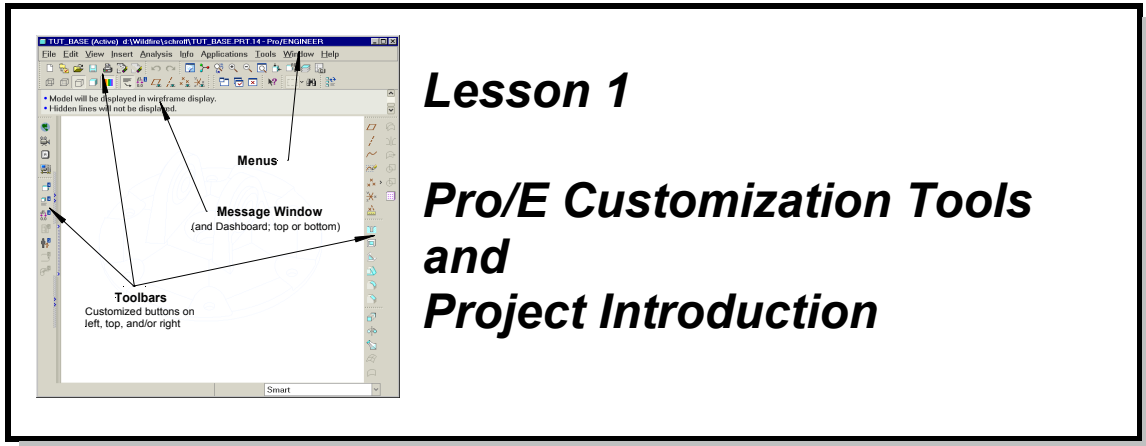 TUT_BASE (Active) d:\Wildfire\schroff\TUT_BASE.PRT.14 - Pro/ENGINEER
File Edit View Insert Analysis Info Applications Tools Window Help
• Model will be displayed in wireframe display.
• Hidden lines will not be displayed.
Menus
Message Window
(and Dashboard; top or bottom)
Toolbars
Customized buttons on
left, top, and/or right
Smart
Lesson 1
Pro/E Customization Tools
and
Project Introduction